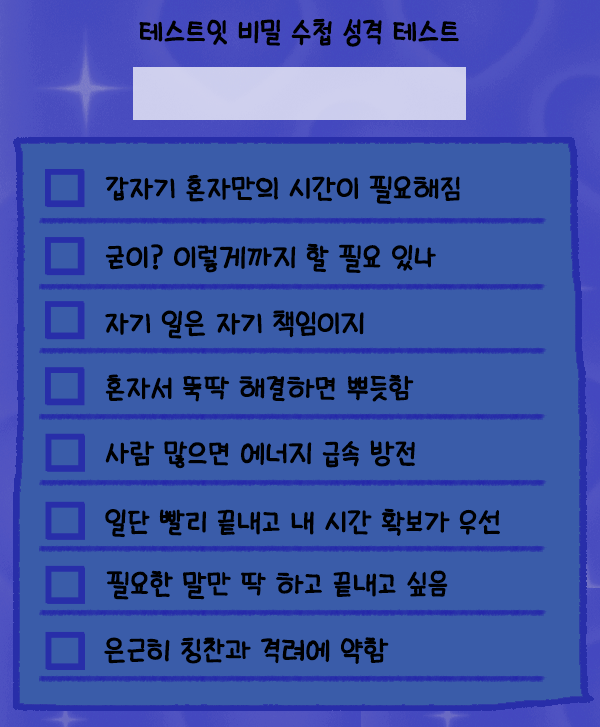 테스트잇 비밀 수첩 성격 테스트
갑자기 혼자만의 시간이 필요해짐
굳이? 이렇게까지 할 필요 있나
자기 일은 자기 책임이지
혼자서 뚝딱 해결하면 뿌듯함
사람 많으면 에너지 급속 방전
일단 빨리 끝내고 내 시간 확보가 우선
필요한 말만 딱 하고 끝내고 싶음
은근히 칭찬과 격려에 약함